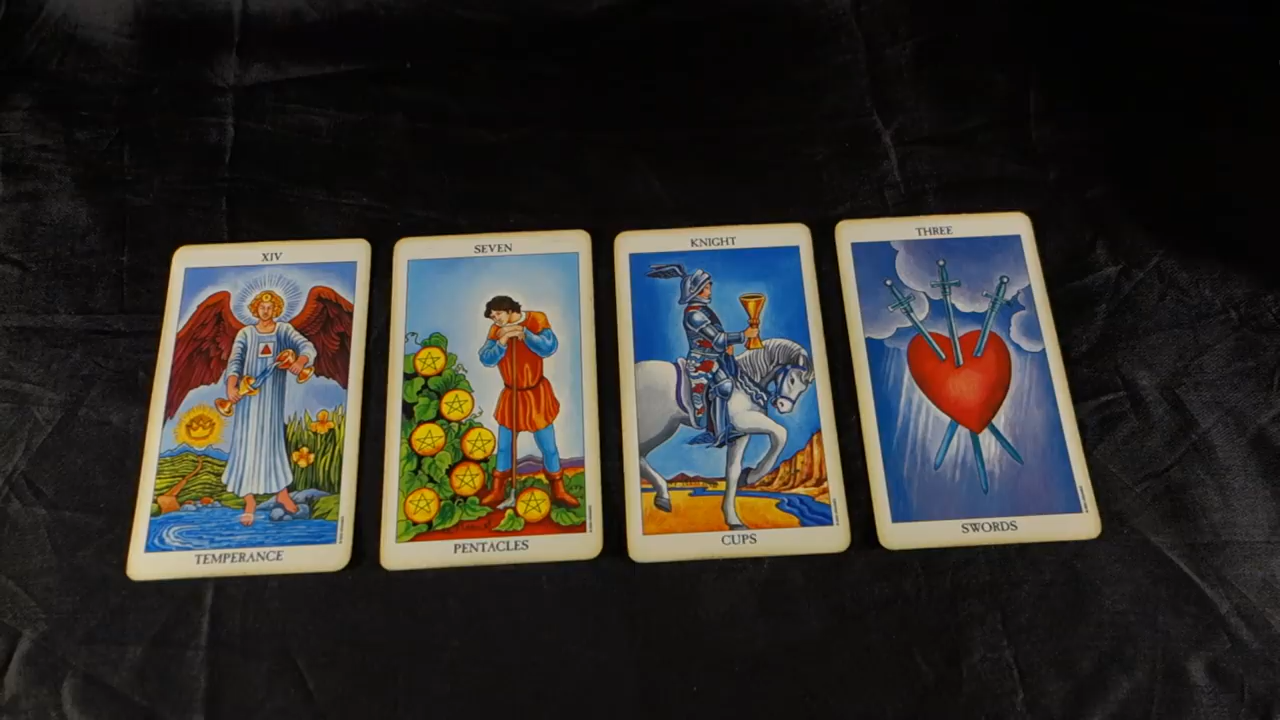 XIV
TEMPERANCE
SEVEN
PENTACLES
KNIGHT
CUPS
THREE
SWORDS